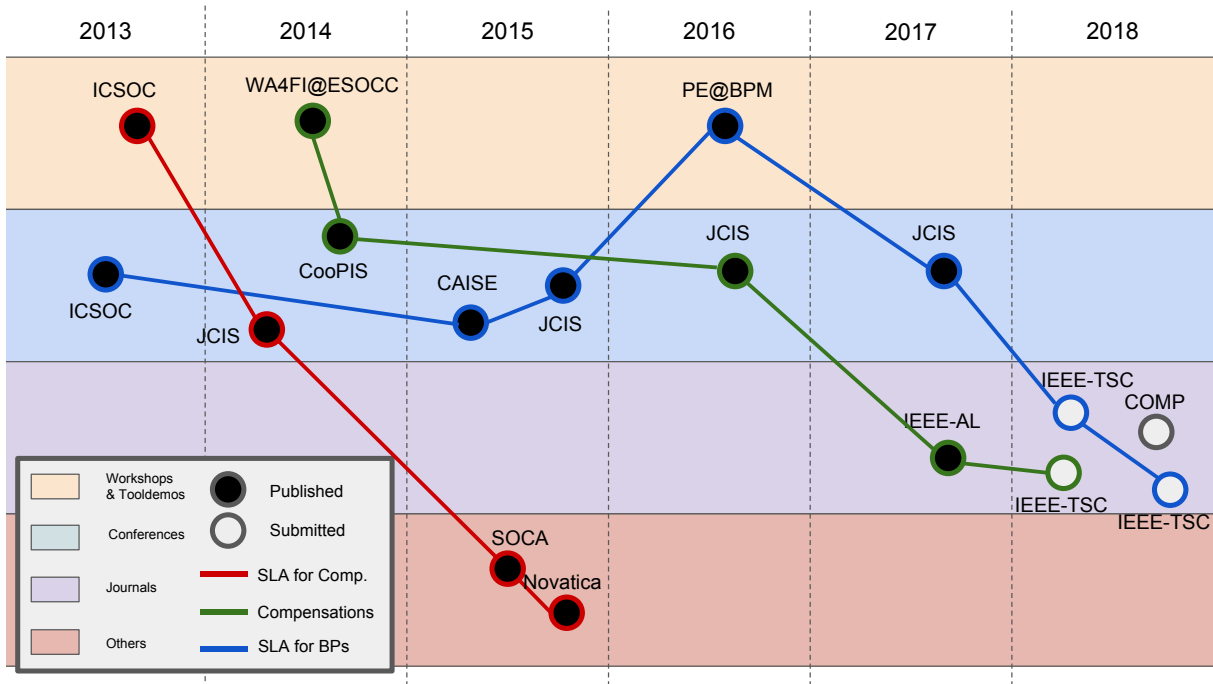 2013
2014
2015
2016
2017
2018
ICSOC
WA4FI@ESOCC
PE@BPM
ICSOC
JCIS
CooPIS
CAISE
JCIS
JCIS
JCIS
IEEE-TSC
COMP
IEEE-AL
IEEE-TSC
IEEE-TSC
SOCA
Novatica
Workshops
& Tooldemos
Conferences
Journals
Others
Published
Submitted
SLA for Comp.
Compensations
SLA for BPs